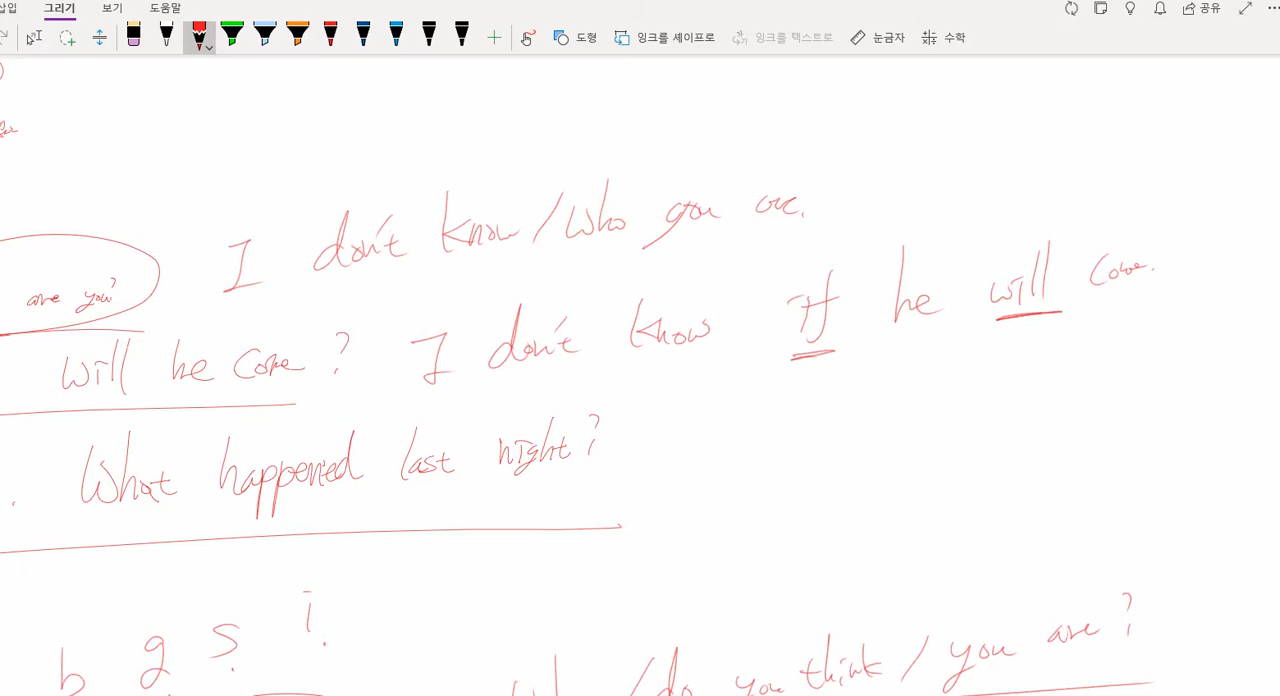 삽입 그리기 보기 도움말 공유
도형 잉크를 셰이프로 잉크를 텍스트로 눈금자 수학
I don't know / who you are.
are you?
will he come? I don't know if he will come.
What happened last night?
b g s i
Who / do you think / you are?